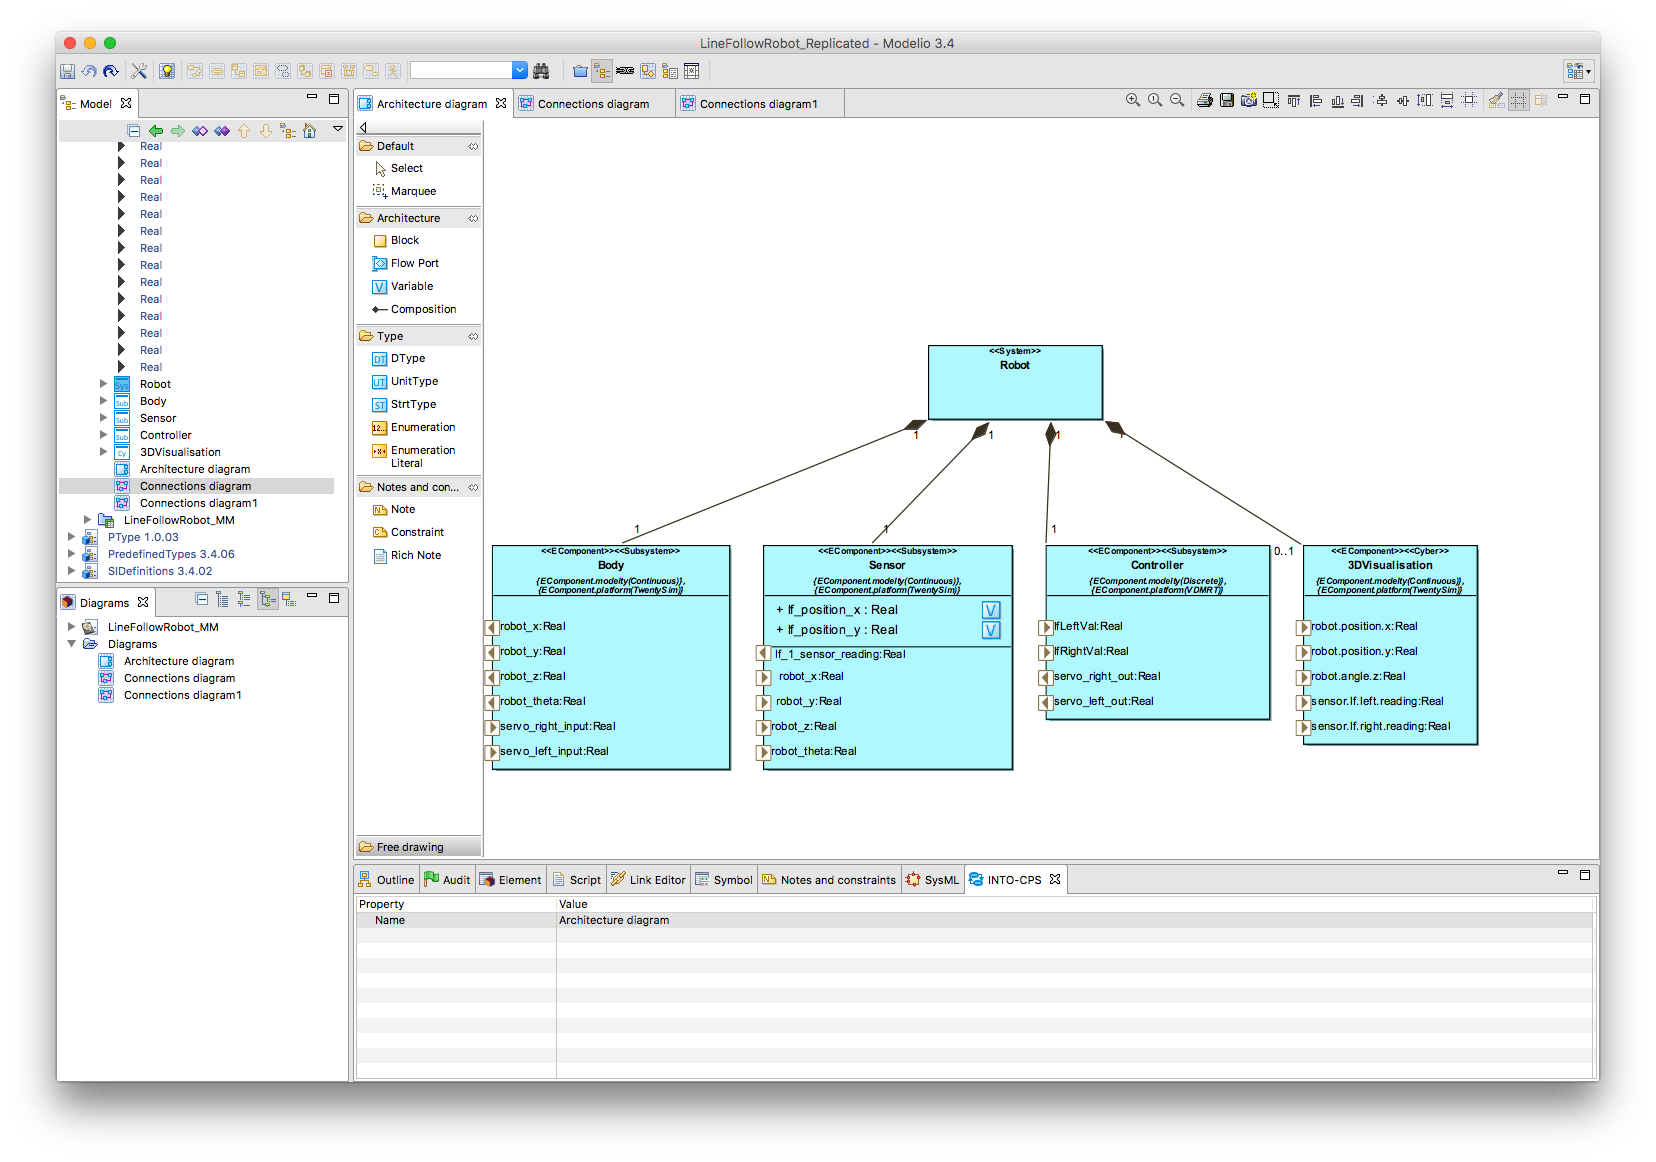 LineFollowRobot_Replicated - Modelio 3.4
Model
Real
Real
Real
Real
Real
Real
Real
Real
Real
Real
Real
Real
Real
Real
Sys Robot
Sub Body
Sub Sensor
Sub Controller
Cy 3DVisualisation
Architecture diagram
Connections diagram
Connections diagram1
LineFollowRobot_MM
PType 1.0.03
PredefinedTypes 3.4.06
SIDefinitions 3.4.02
Diagrams
LineFollowRobot_MM
Diagrams
Architecture diagram
Connections diagram
Connections diagram1
Architecture diagram Connections diagram Connections diagram1
Default
Select
Marquee
Architecture
Block
Flow Port
V Variable
Composition
Type
DT DType
UT UnitType
ST StrtType
12... Enumeration
Enumeration
Literal
Notes and con...
N Note
C Constraint
Rich Note
Free drawing
<<System>>
Robot
1 1 1 1
1 1 1 0..1
<<EComponent>><<Subsystem>>
Body
{EComponent.modelty(Continuous)},
{EComponent.platform(TwentySim)}
robot_x:Real
robot_y:Real
robot_z:Real
robot_theta:Real
servo_right_input:Real
servo_left_input:Real
<<EComponent>><<Subsystem>>
Sensor
{EComponent.modelty(Continuous)},
{EComponent.platform(TwentySim)}
+ lf_position_x : Real V
+ lf_position_y : Real V
lf_1_sensor_reading:Real
robot_x:Real
robot_y:Real
robot_z:Real
robot_theta:Real
<<EComponent>><<Subsystem>>
Controller
{EComponent.modelty(Discrete)},
{EComponent.platform(VDMRT)}
lfLeftVal:Real
lfRightVal:Real
servo_right_out:Real
servo_left_out:Real
<<EComponent>><<Cyber>>
3DVisualisation
{EComponent.modelty(Continuous)},
{EComponent.platform(TwentySim)}
robot.position.x:Real
robot.position.y:Real
robot.angle.z:Real
sensor.lf.left.reading:Real
sensor.lf.right.reading:Real
Outline Audit Element Script Link Editor Symbol Notes and constraints SysML INTO-CPS
Property Value
Name Architecture diagram